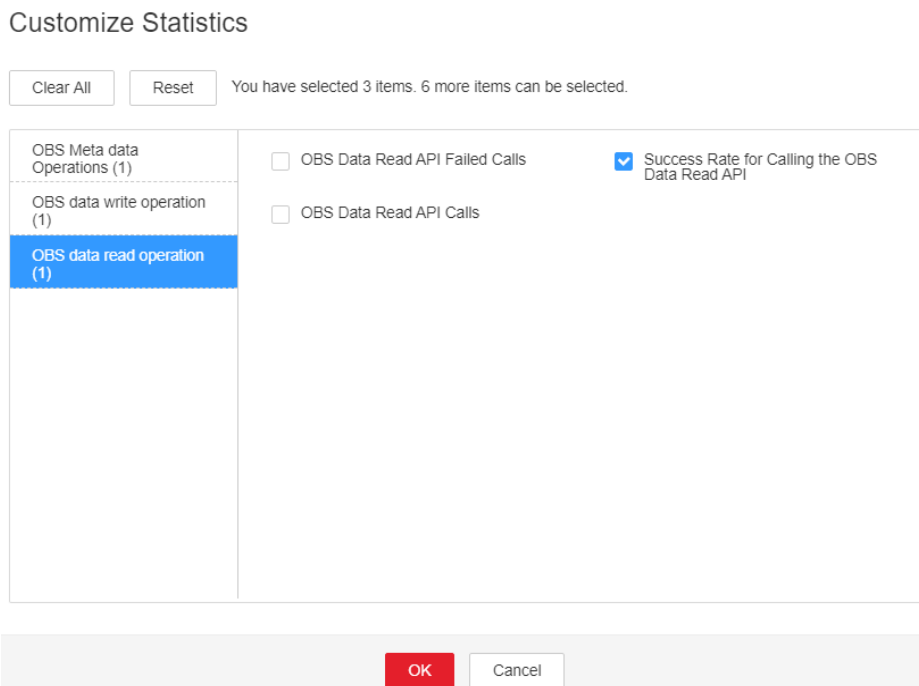 Customize Statistics
Clear All
Reset
You have selected 3 items. 6 more items can be selected.
OBS Meta data
Operations (1)
OBS data write operation
(1)
OBS data read operation
(1)
OBS Data Read API Failed Calls
Success Rate for Calling the OBS
Data Read API
OBS Data Read API Calls
OK
Cancel